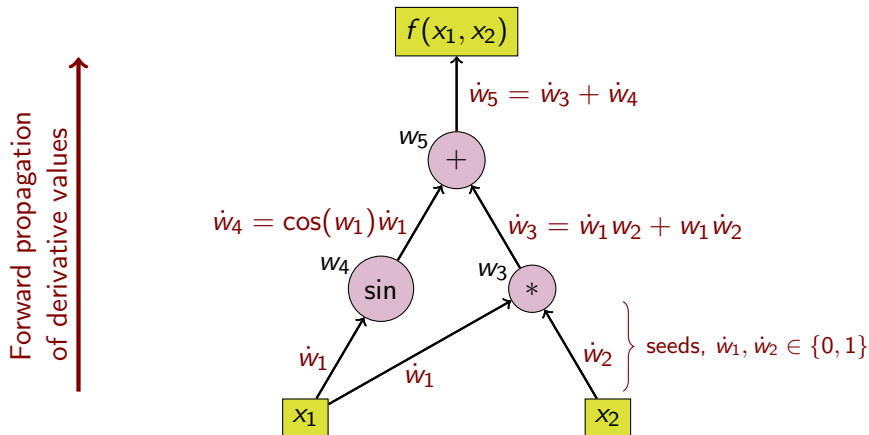 f(x₁, x₂)
ẇ₅ = ẇ₃ + ẇ₄
w₅
+
Forward propagation
of derivative values
ẇ₄ = cos(w₁)ẇ₁
ẇ₃ = ẇ₁w₂ + w₁ẇ₂
w₄
sin
w₃
*
ẇ₁
ẇ₁
ẇ₂
seeds, ẇ₁, ẇ₂ ∈ {0, 1}
x₁
x₂